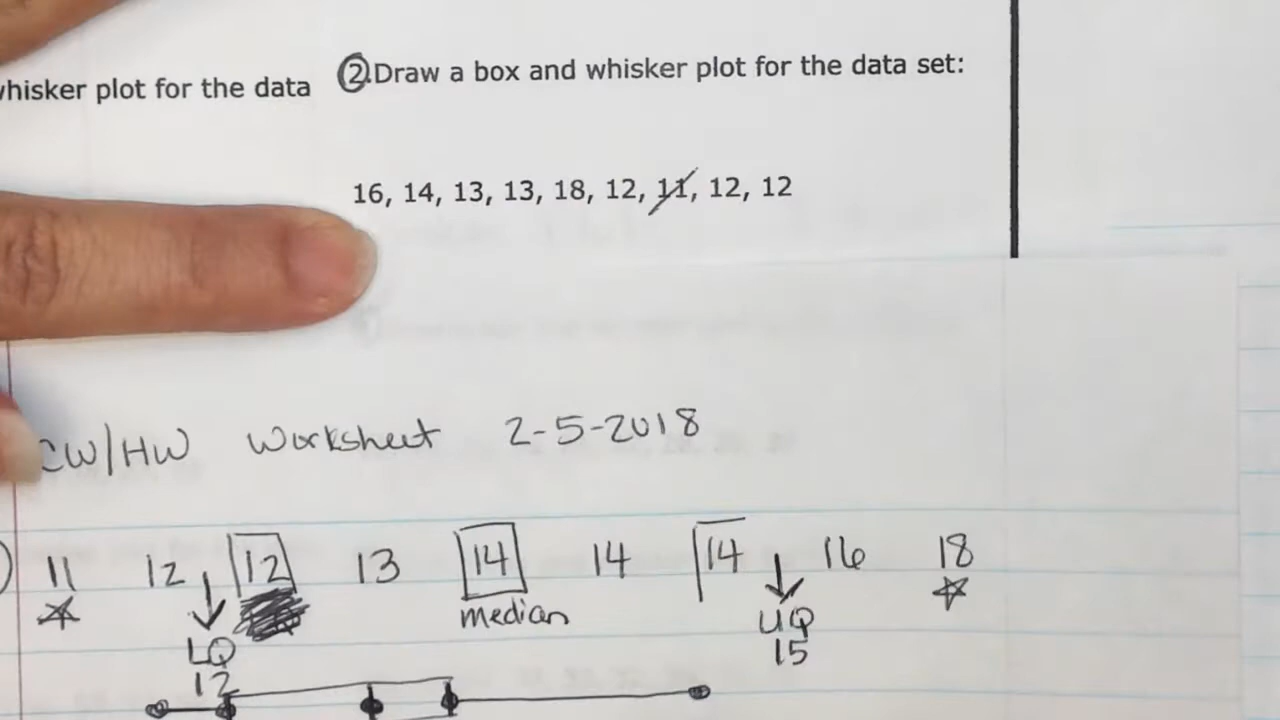 whisker plot for the data
2. Draw a box and whisker plot for the data set:
16, 14, 13, 13, 18, 12, 11, 12, 12
CW/HW Worksheet 2-5-2018
11 12 12 13 14 14 14 16 18
median
LQ
12
UQ
15